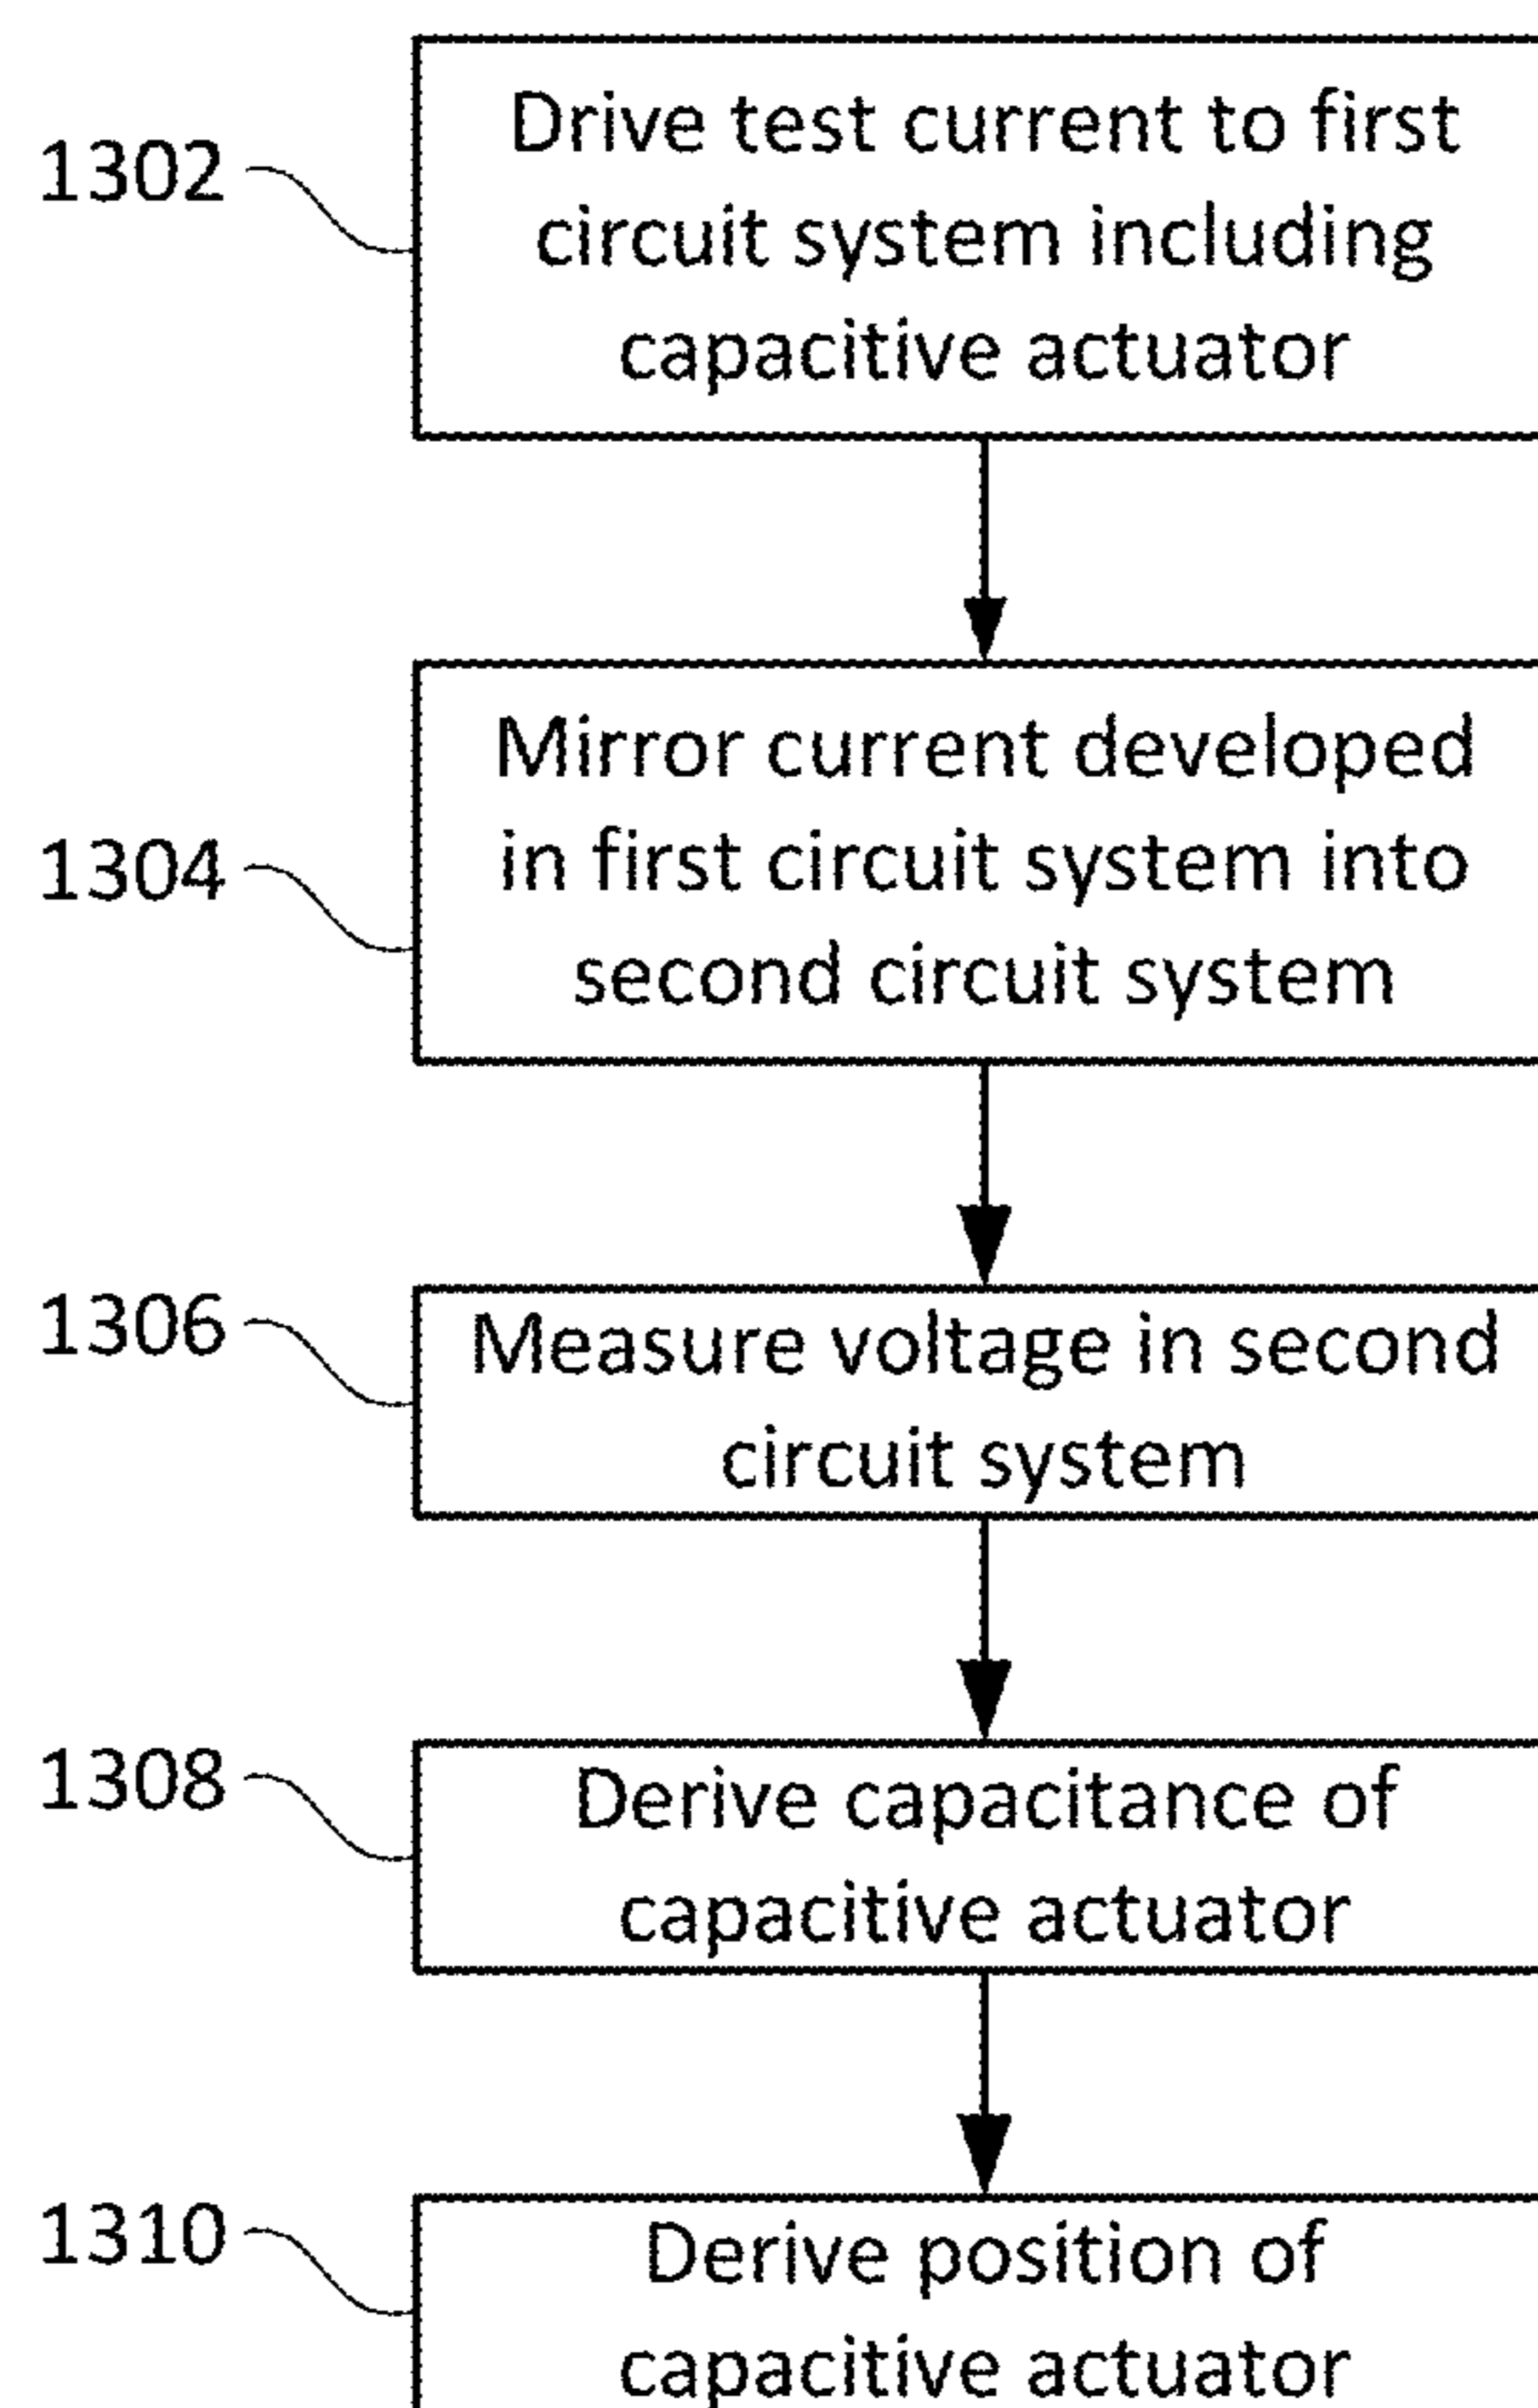 1302
Drive test current to first
circuit system including
capacitive actuator
1304
Mirror current developed
in first circuit system into
second circuit system
1306
Measure voltage in second
circuit system
1308
Derive capacitance of
capacitive actuator
1310
Derive position of
capacitive actuator